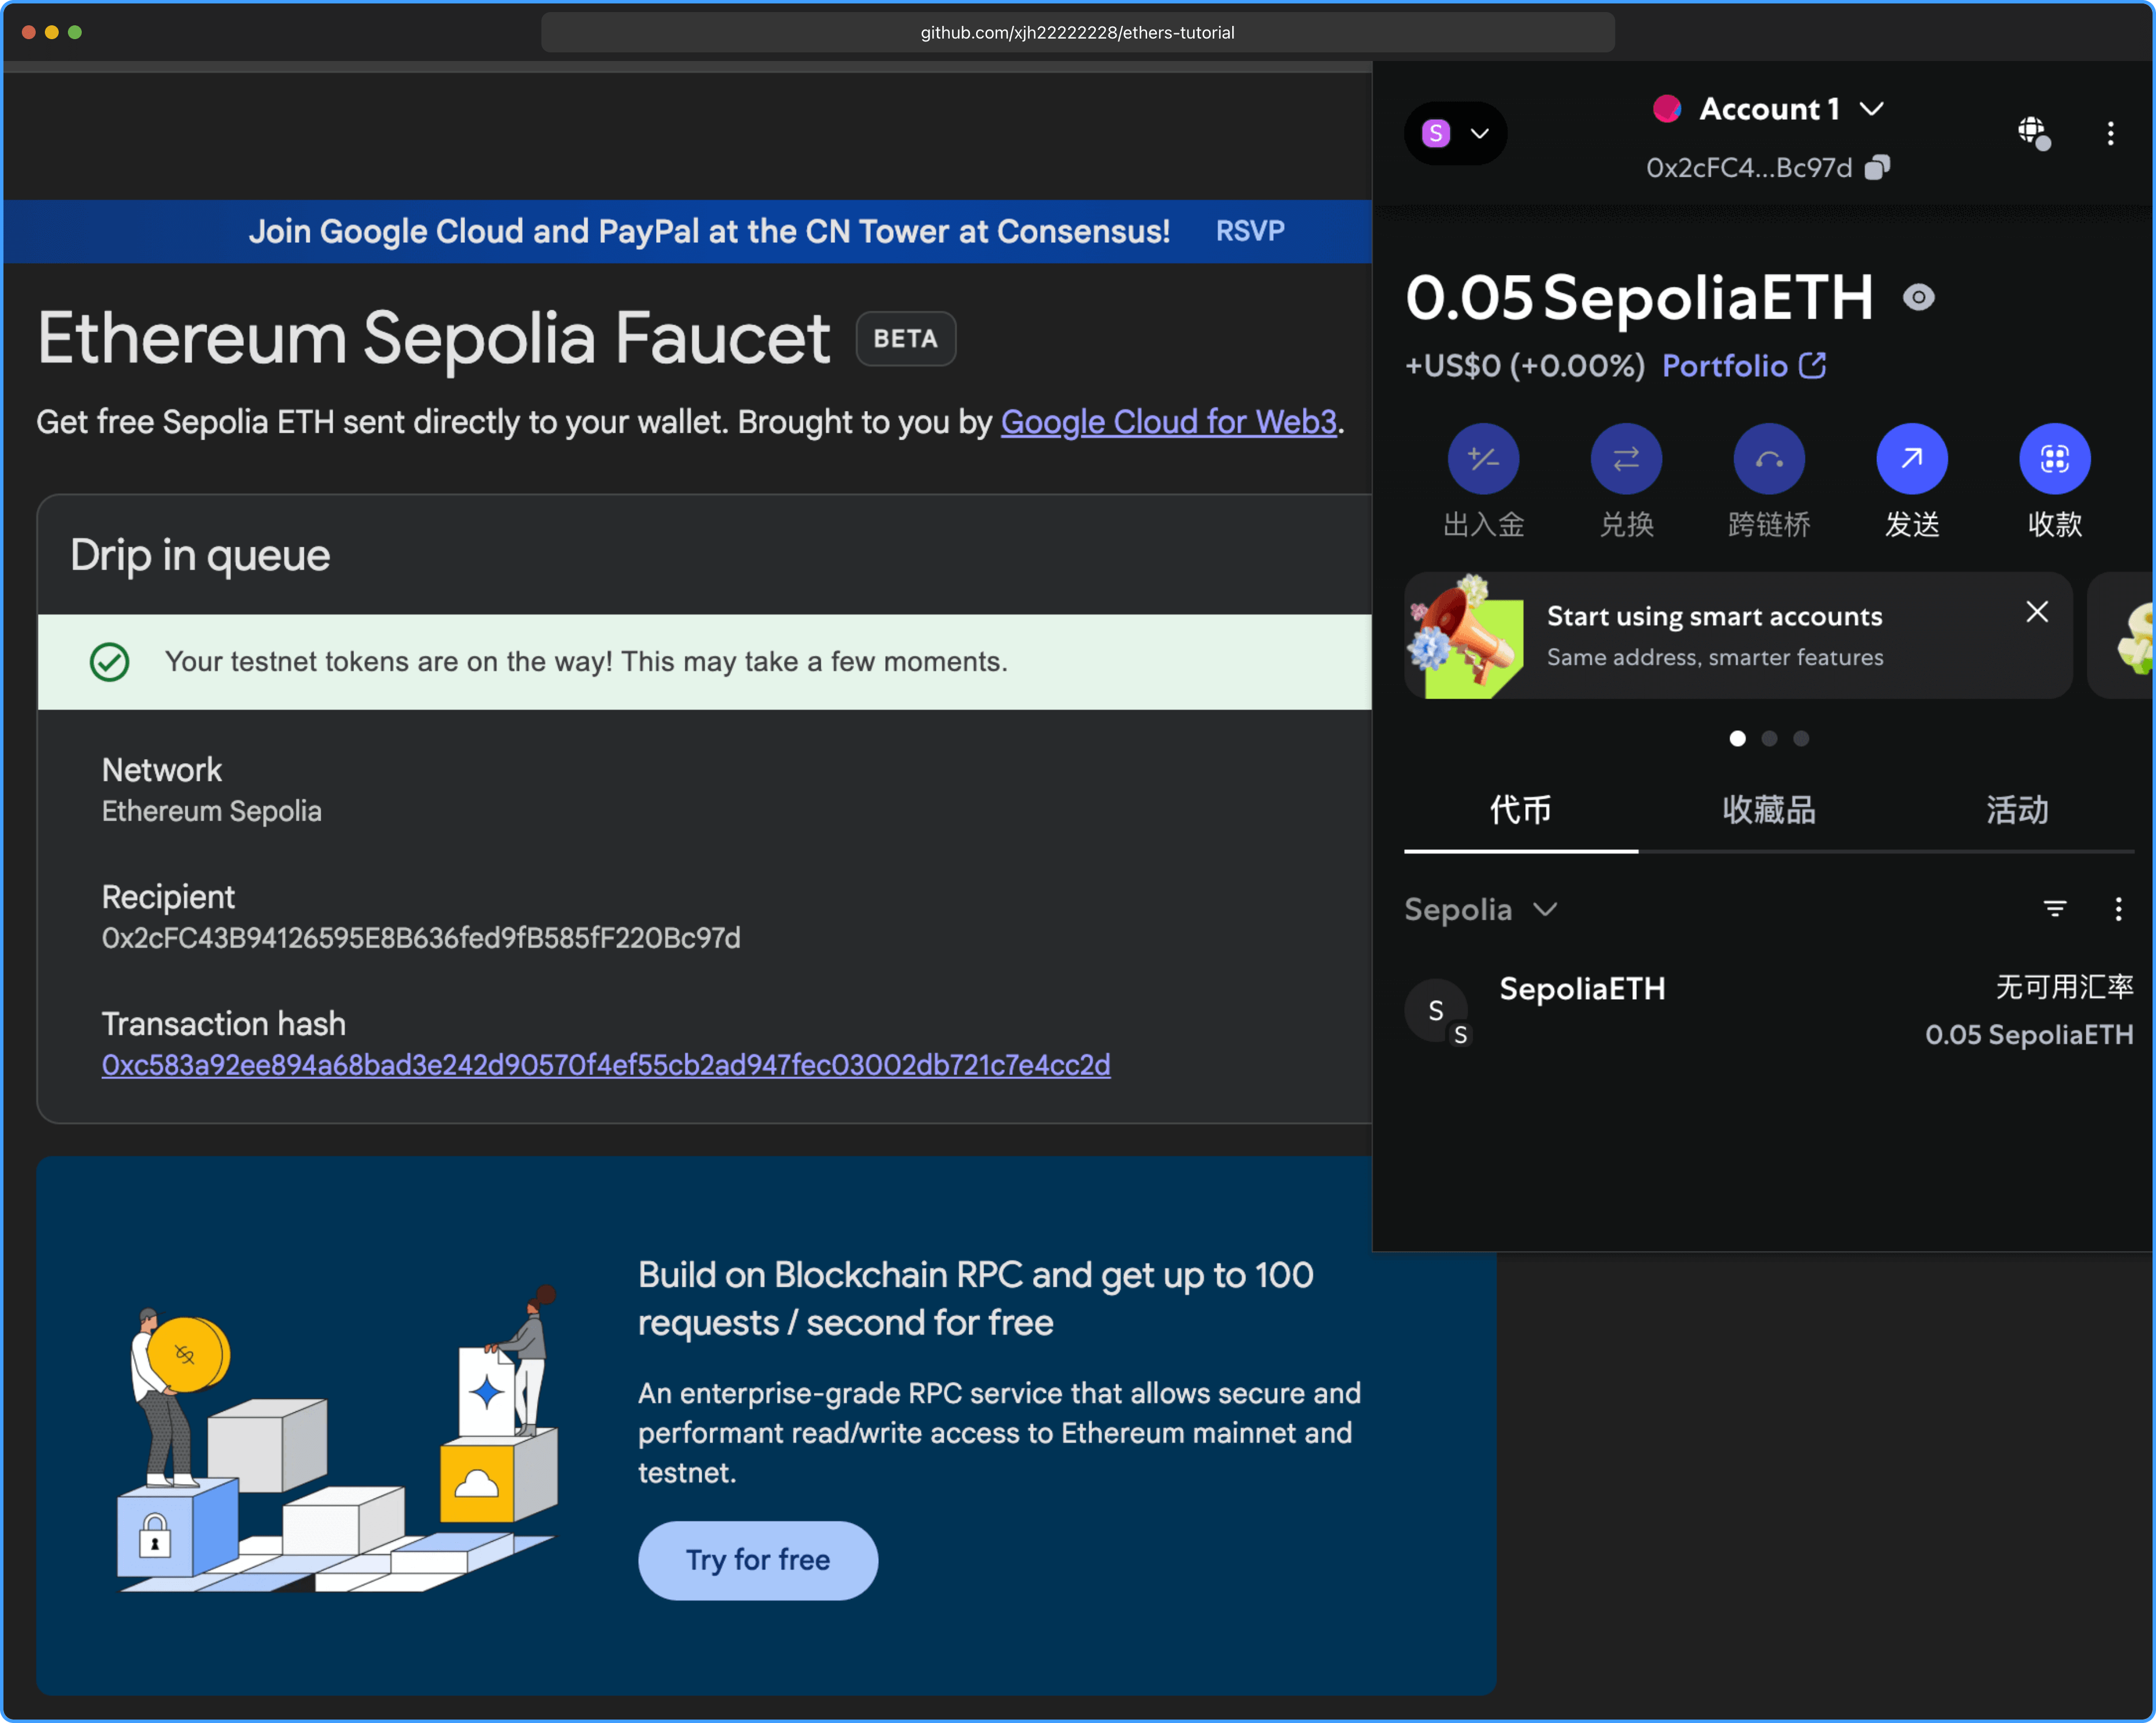 github.com/xjh22222228/ethers-tutorial
Join Google Cloud and PayPal at the CN Tower at Consensus! RSVP
Ethereum Sepolia Faucet BETA
Get free Sepolia ETH sent directly to your wallet. Brought to you by Google Cloud for Web3.
Drip in queue
Your testnet tokens are on the way! This may take a few moments.
Network
Ethereum Sepolia
Recipient
0x2cFC43B94126595E8B636fed9fB585fF220Bc97d
Transaction hash
0xc583a92ee894a68bad3e242d90570f4ef55cb2ad947fec03002db721c7e4cc2d
Build on Blockchain RPC and get up to 100
requests / second for free
An enterprise-grade RPC service that allows secure and
performant read/write access to Ethereum mainnet and
testnet.
Try for free
S
Account 1
0x2cFC4...Bc97d
0.05 SepoliaETH
+US$0 (+0.00%) Portfolio
出入金 兑换 跨链桥 发送 收款
Start using smart accounts
Same address, smarter features
代币 收藏品 活动
Sepolia
S
S
SepoliaETH 无可用汇率
0.05 SepoliaETH